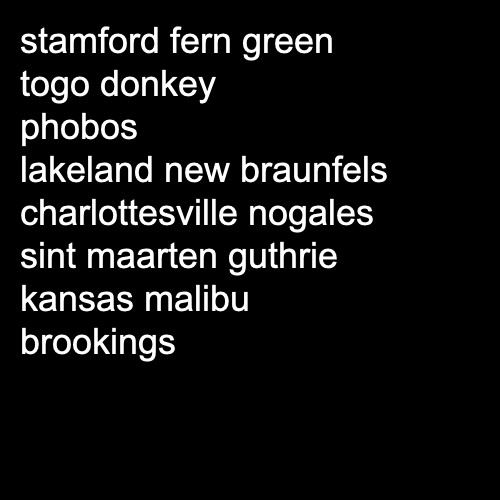 stamford fern green
togo donkey
phobos
lakeland new braunfels
charlottesville nogales
sint maarten guthrie
kansas malibu
brookings